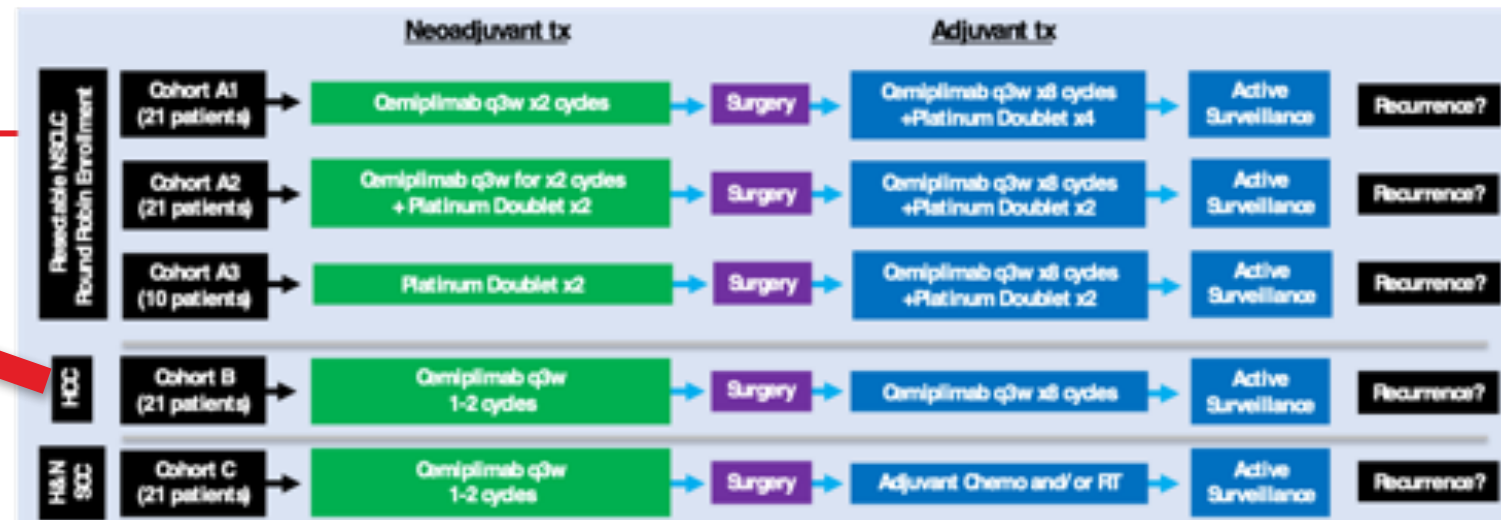 Neoadjuvant tx
Adjuvant tx
Resectable NSCLC
Round Robin Enrollment
Cohort A1
(21 patients)
Cemiplimab q3w x2 cycles
Surgery
Cemiplimab q3w x8 cycles
+Platinum Doublet x4
Active
Surveillance
Recurrence?
Cohort A2
(21 patients)
Cemiplimab q3w for x2 cycles
+ Platinum Doublet x2
Surgery
Cemiplimab q3w x8 cycles
+Platinum Doublet x2
Active
Surveillance
Recurrence?
Cohort A3
(10 patients)
Platinum Doublet x2
Surgery
Cemiplimab q3w x8 cycles
+Platinum Doublet x2
Active
Surveillance
Recurrence?
HCC
Cohort B
(21 patients)
Cemiplimab q3w
1-2 cycles
Surgery
Cemiplimab q3w x8 cycles
Active
Surveillance
Recurrence?
H&N
SCC
Cohort C
(21 patients)
Cemiplimab q3w
1-2 cycles
Surgery
Adjuvant Chemo and/or RT
Active
Surveillance
Recurrence?